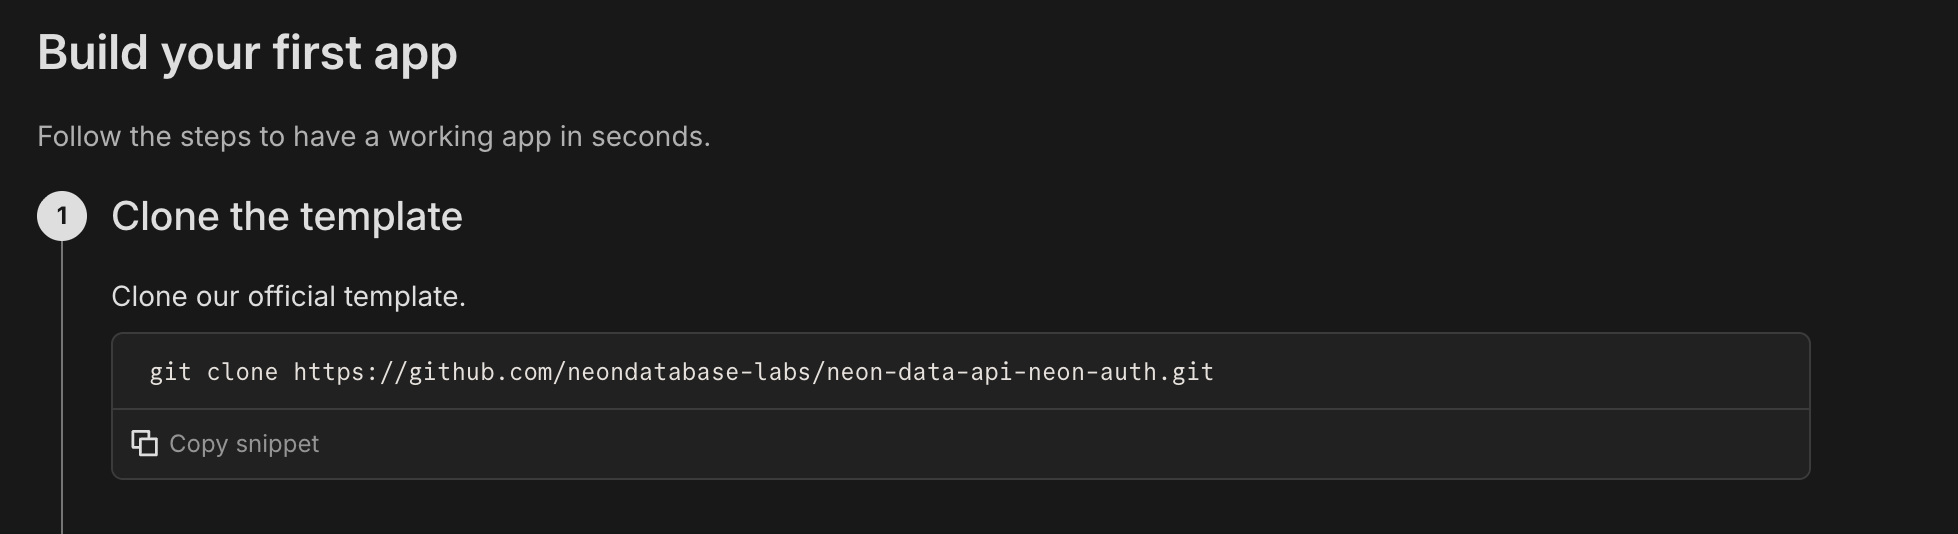 Build your first app
Follow the steps to have a working app in seconds.
1 Clone the template
Clone our official template.
git clone https://github.com/neondatabase-labs/neon-data-api-neon-auth.git
Copy snippet